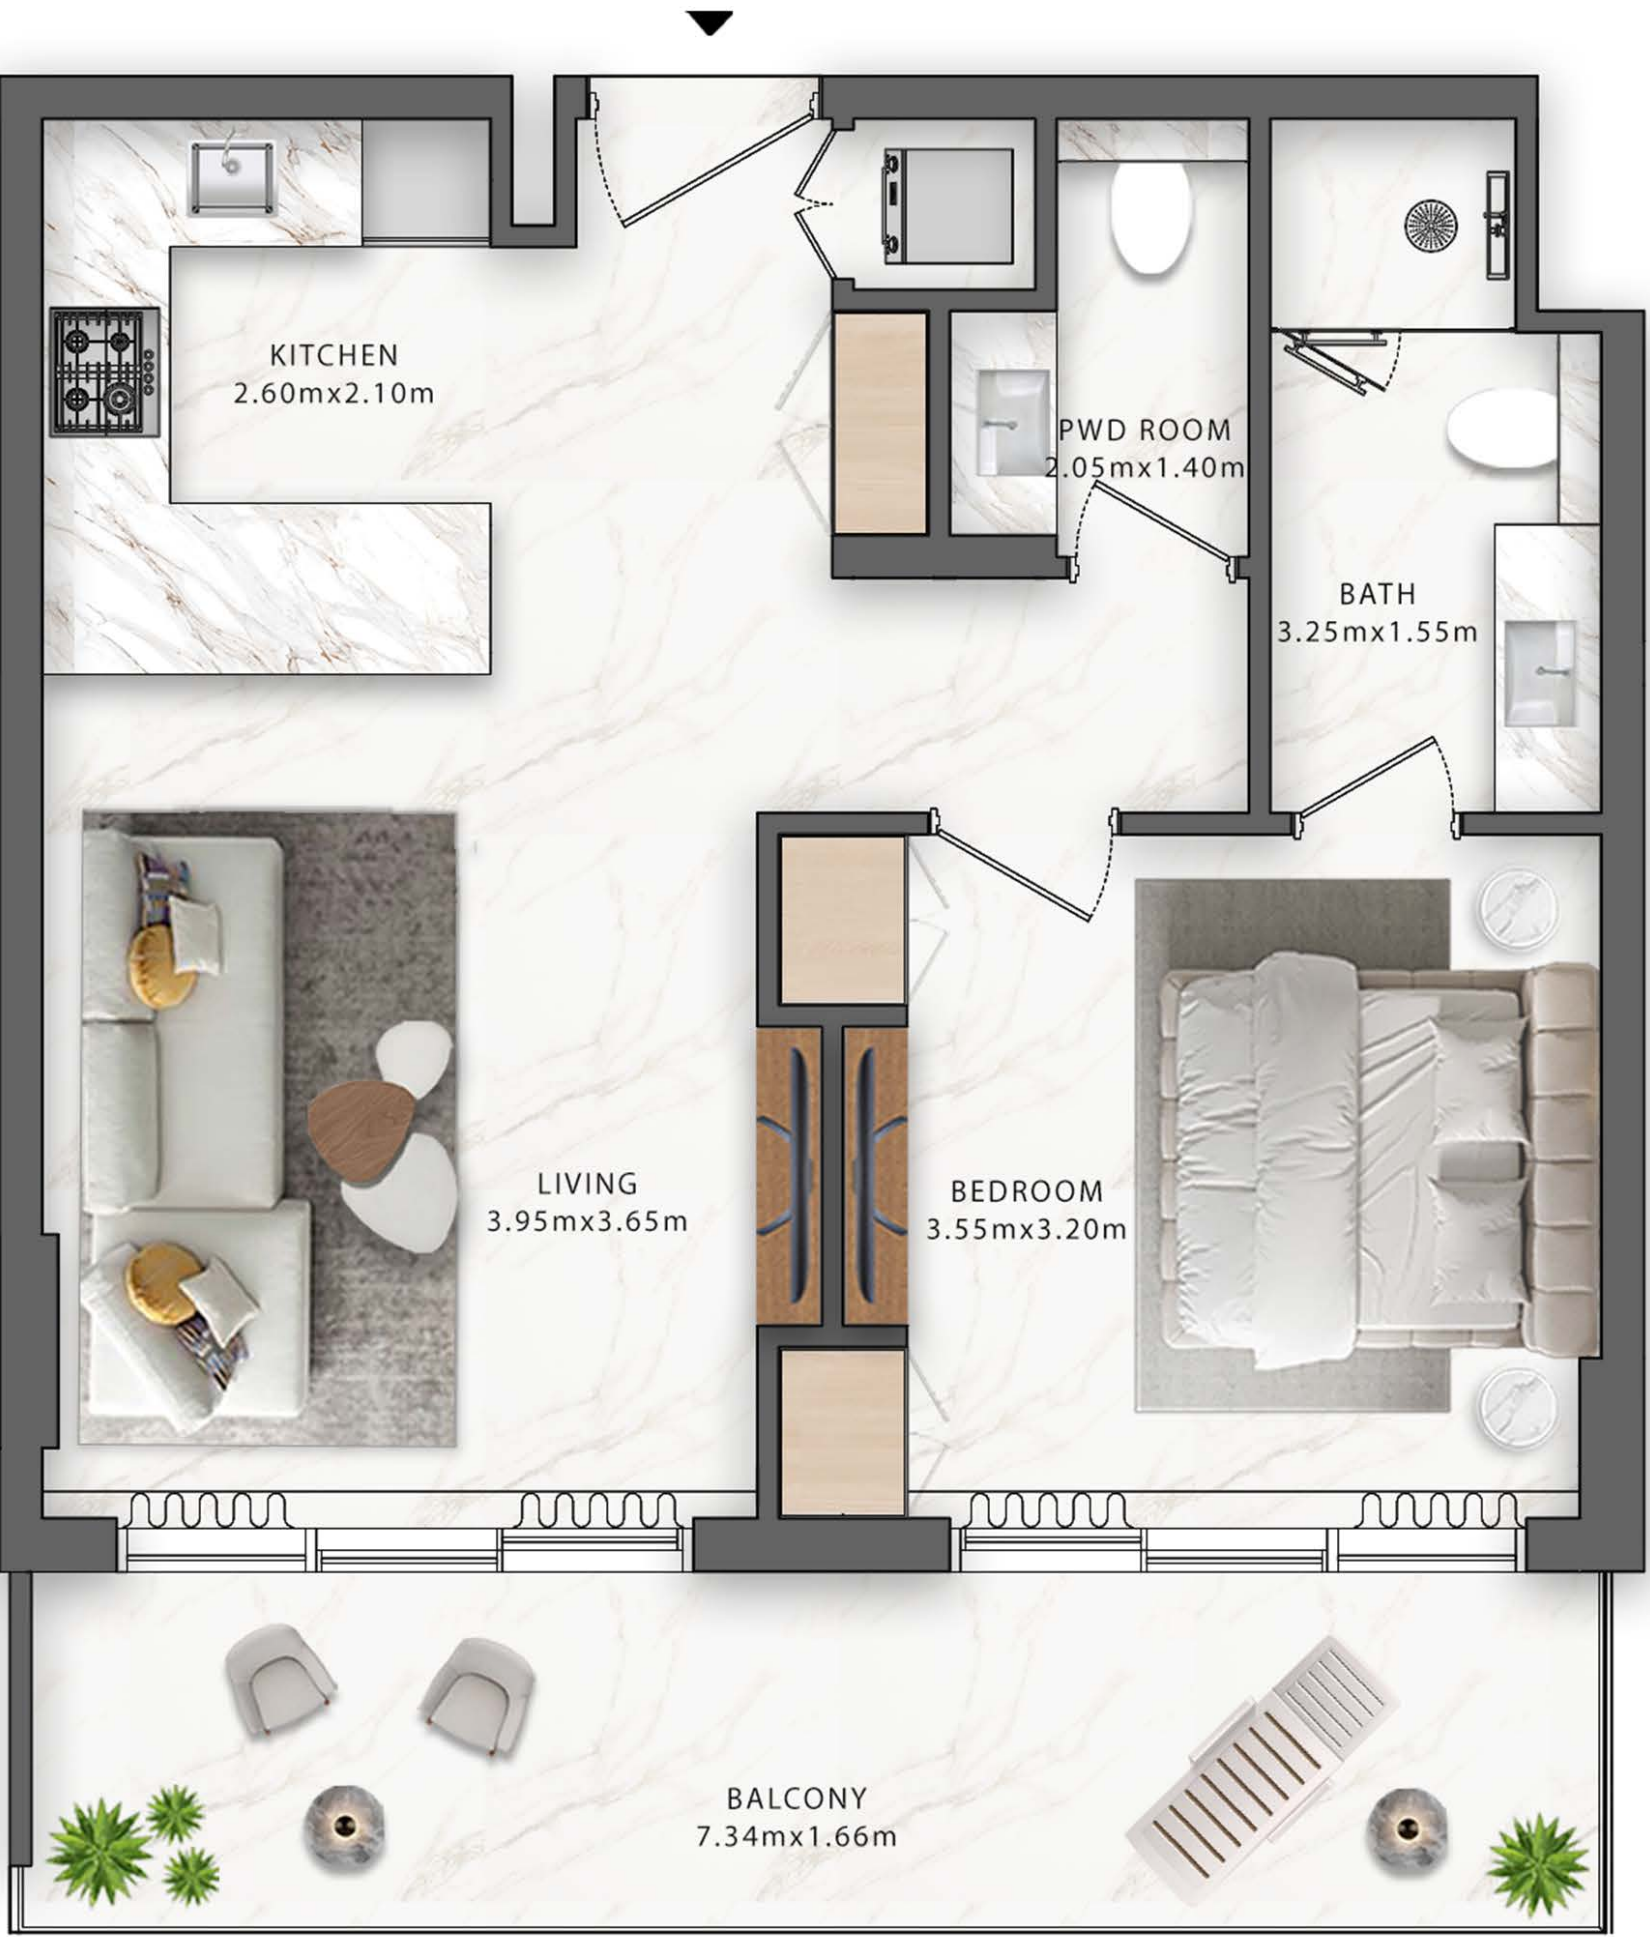 KITCHEN
2.60mx2.10m
PWD ROOM
2.05mx1.40m
BATH
3.25mx1.55m
LIVING
3.95mx3.65m
BEDROOM
3.55mx3.20m
BALCONY
7.34mx1.66m